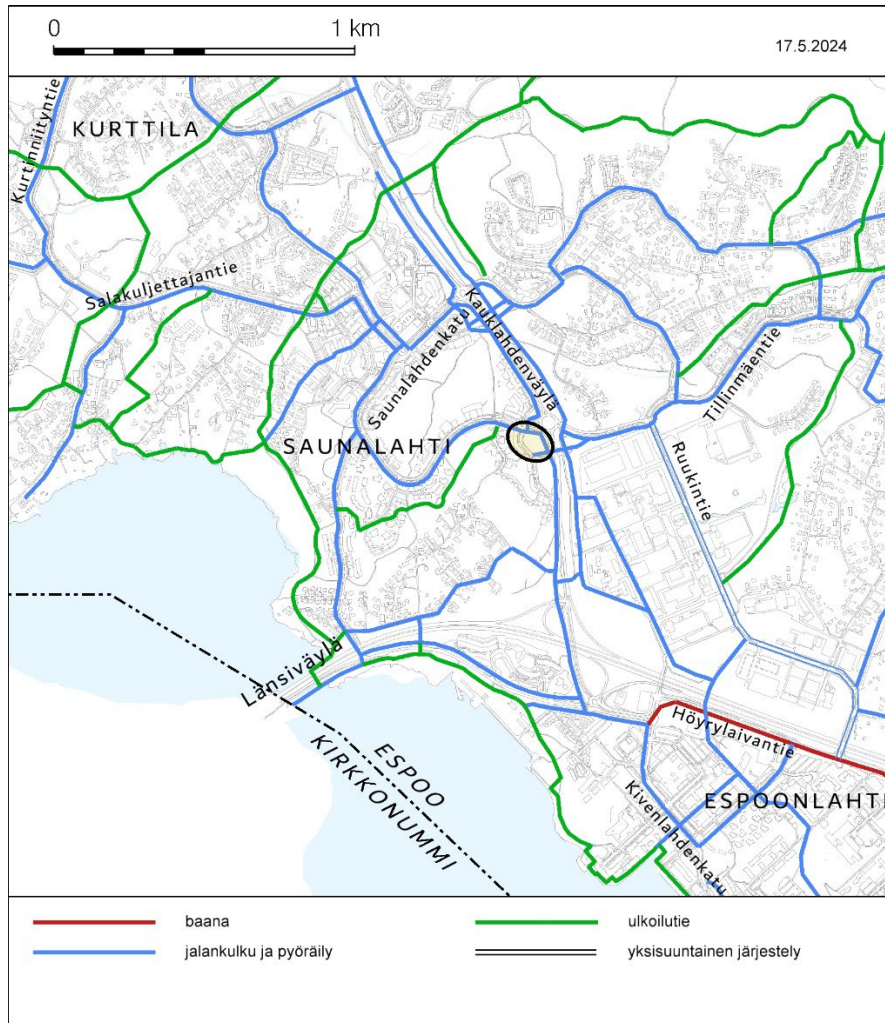 0
1 km
17.5.2024
KURTTILA
Kurtinniityntie
Salakuljettajantie
Saunalahdenkatu
Kauklahdenväylä
SAUNALAHTI
Tillinmäentie
Ruukintie
Länsiväylä
ESPOO
KIRKKONUMMI
Höyrylaivantie
ESPOONLAHTI
Kivenlahdenkatu
baana
ulkoilutie
jalankulku ja pyöräily
yksisuuntainen järjestely